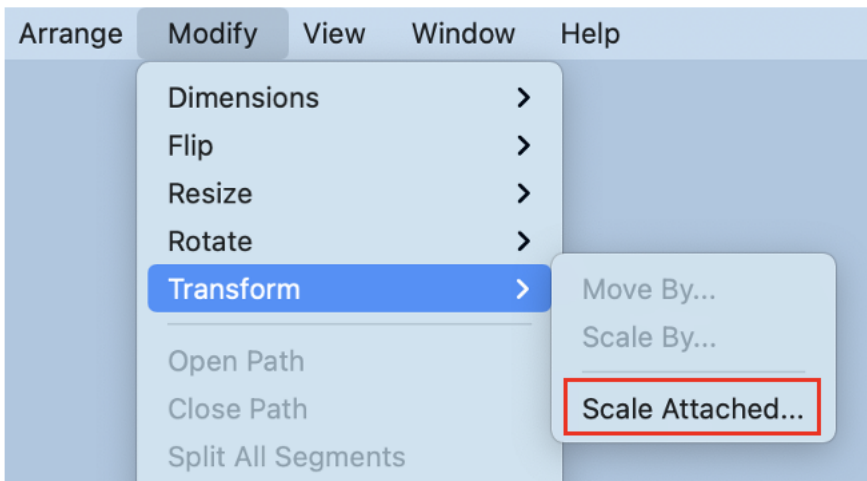 Arrange Modify View Window Help
Dimensions
Flip
Resize
Rotate
Transform
Move By...
Scale By...
Scale Attached...
Open Path
Close Path
Split All Segments